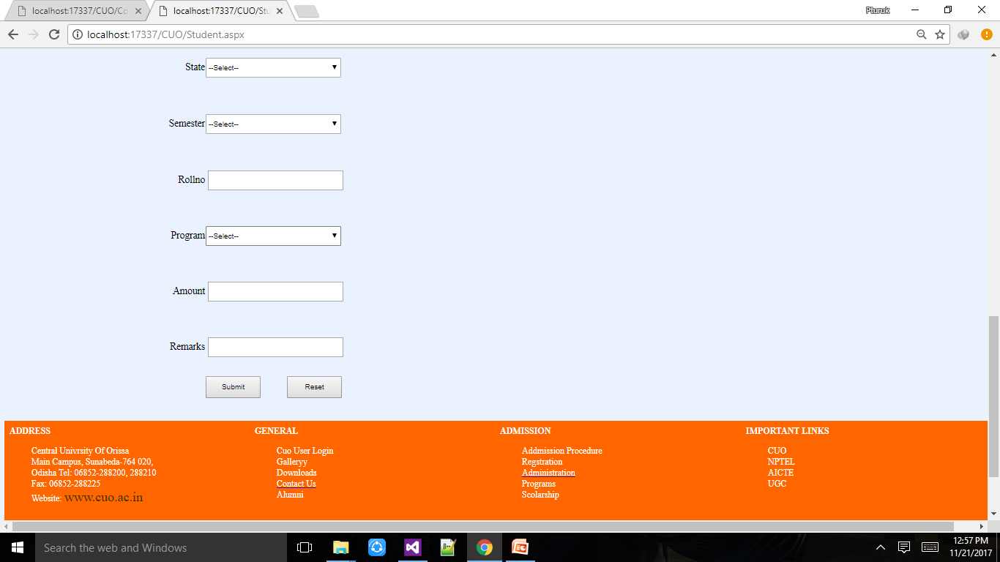 localhost:17337/CUO/Co
localhost:17337/CUO/Stu
Pturuk
localhost:17337/CUO/Student.aspx
State --Select--
Semester --Select--
Rollno
Program --Select--
Amount
Remarks
Submit Reset
ADDRESS
Central Univrsity Of Orissa
Main Campus, Sunabeda-764 020,
Odisha Tel: 06852-288200, 288210
Fax: 06852-288225
Website: www.cuo.ac.in
GENERAL
Cuo User Login
Galleryy
Downloads
Contact Us
Alumni
ADMISSION
Addmission Procedure
Regstration
Administration
Programs
Scolarship
IMPORTANT LINKS
CUO
NPTEL
AICTE
UGC
Search the web and Windows
12:57 PM
11/21/2017